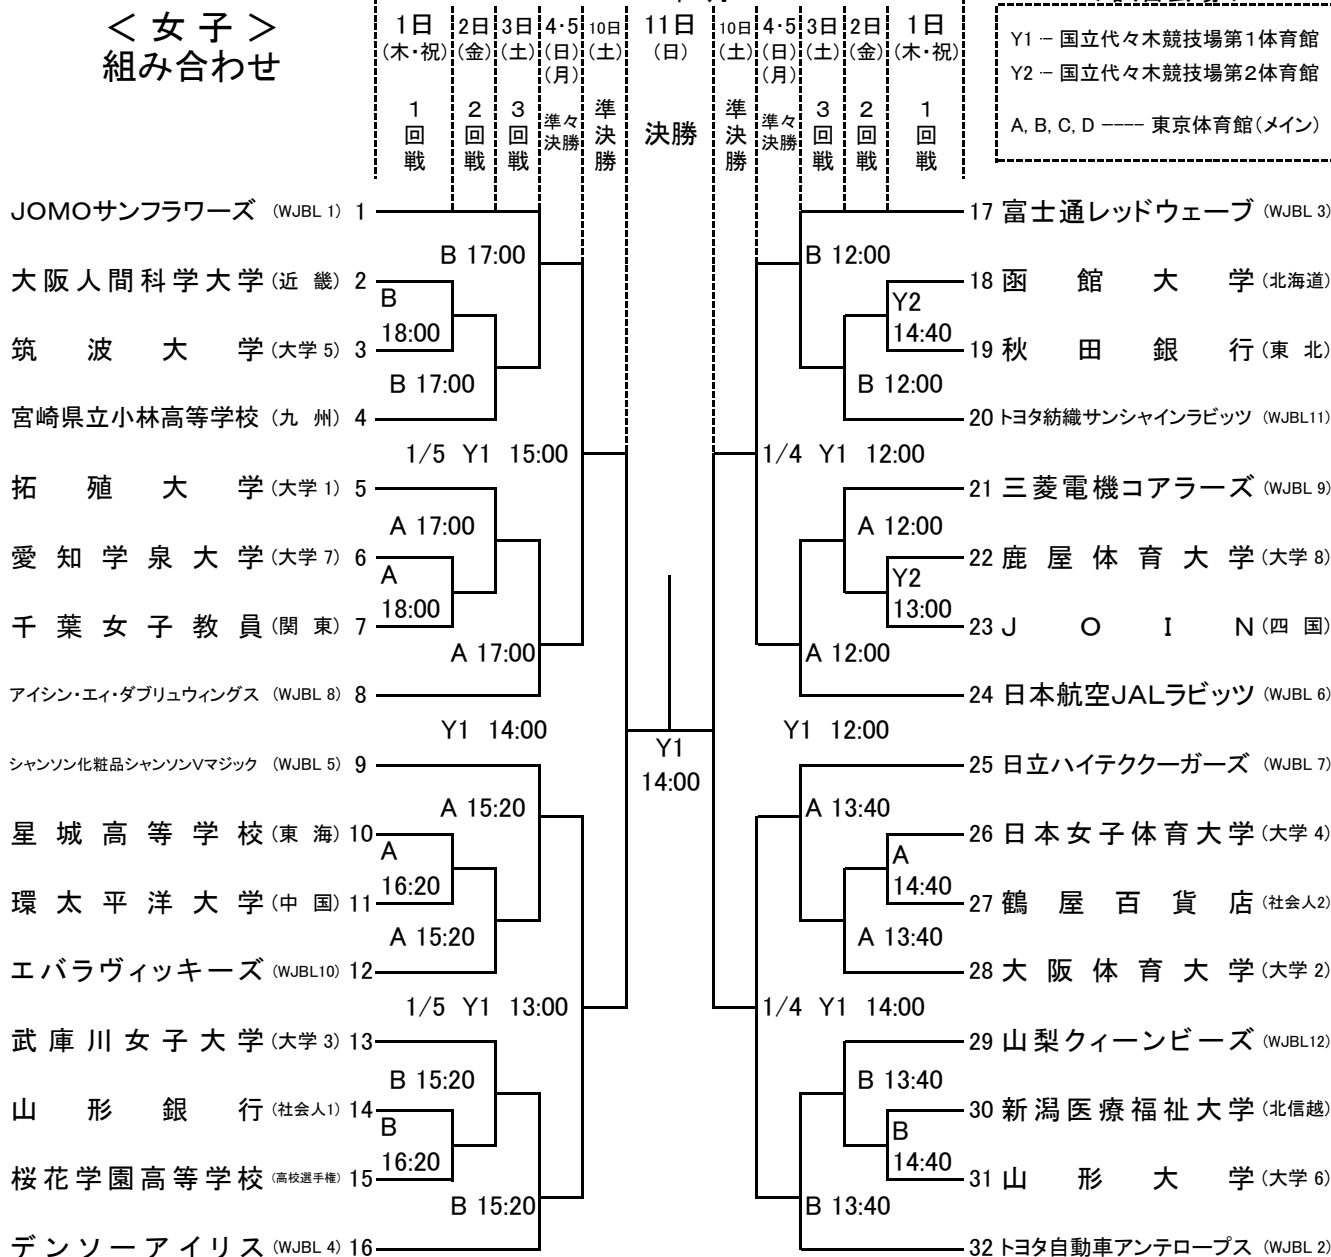 ＜女子＞
組み合わせ
1日 2日 3日 4・5 10日 11日 10日 4・5 3日 2日 1日
(木・祝) (金) (土) (日) (土) (日) (土) (日) (土) (金) (木・祝)
(月) (月)
1回戦 2回戦 3回戦 準々決勝 準決勝 決勝 準決勝 準々決勝 3回戦 2回戦 1回戦
Y1 -- 国立代々木競技場第1体育館
Y2 -- 国立代々木競技場第2体育館
A, B, C, D ---- 東京体育館(メイン)
JOMOサンフラワーズ (WJBL 1) 1
B 17:00
大阪人間科学大学 (近 畿) 2
B
18:00
筑波大学 (大学 5) 3
B 17:00
宮崎県立小林高等学校 (九 州) 4
1/5 Y1 15:00
拓殖大学 (大学 1) 5
A 17:00
愛知学泉大学 (大学 7) 6
A
18:00
千葉女子教員 (関 東) 7
A 17:00
アイシン・エィ・ダブリュウィングス (WJBL 8) 8
Y1 14:00
シャンソン化粧品シャンソンVマジック (WJBL 5) 9
A 15:20
星城高等学校 (東 海) 10
A
16:20
環太平洋大学 (中 国) 11
A 15:20
エバラヴィッキーズ (WJBL10) 12
1/5 Y1 13:00
武庫川女子大学 (大学 3) 13
B 15:20
山形銀行 (社会人1) 14
B
16:20
桜花学園高等学校 (高校選手権) 15
B 15:20
デンソーアイリス (WJBL 4) 16
Y1
14:00
17 富士通レッドウェーブ (WJBL 3)
B 12:00
18 函館大学 (北海道)
Y2
14:40
19 秋田銀行 (東 北)
B 12:00
20 トヨタ紡織サンシャインラビッツ (WJBL11)
1/4 Y1 12:00
21 三菱電機コアラーズ (WJBL 9)
A 12:00
22 鹿屋体育大学 (大学 8)
Y2
13:00
23 JOIN (四 国)
A 12:00
24 日本航空JALラビッツ (WJBL 6)
Y1 12:00
25 日立ハイテククーガーズ (WJBL 7)
A 13:40
26 日本女子体育大学 (大学 4)
A
14:40
27 鶴屋百貨店 (社会人2)
A 13:40
28 大阪体育大学 (大学 2)
1/4 Y1 14:00
29 山梨クィーンビーズ (WJBL12)
B 13:40
30 新潟医療福祉大学 (北信越)
B
14:40
31 山形大学 (大学 6)
B 13:40
32 トヨタ自動車アンテロープス (WJBL 2)